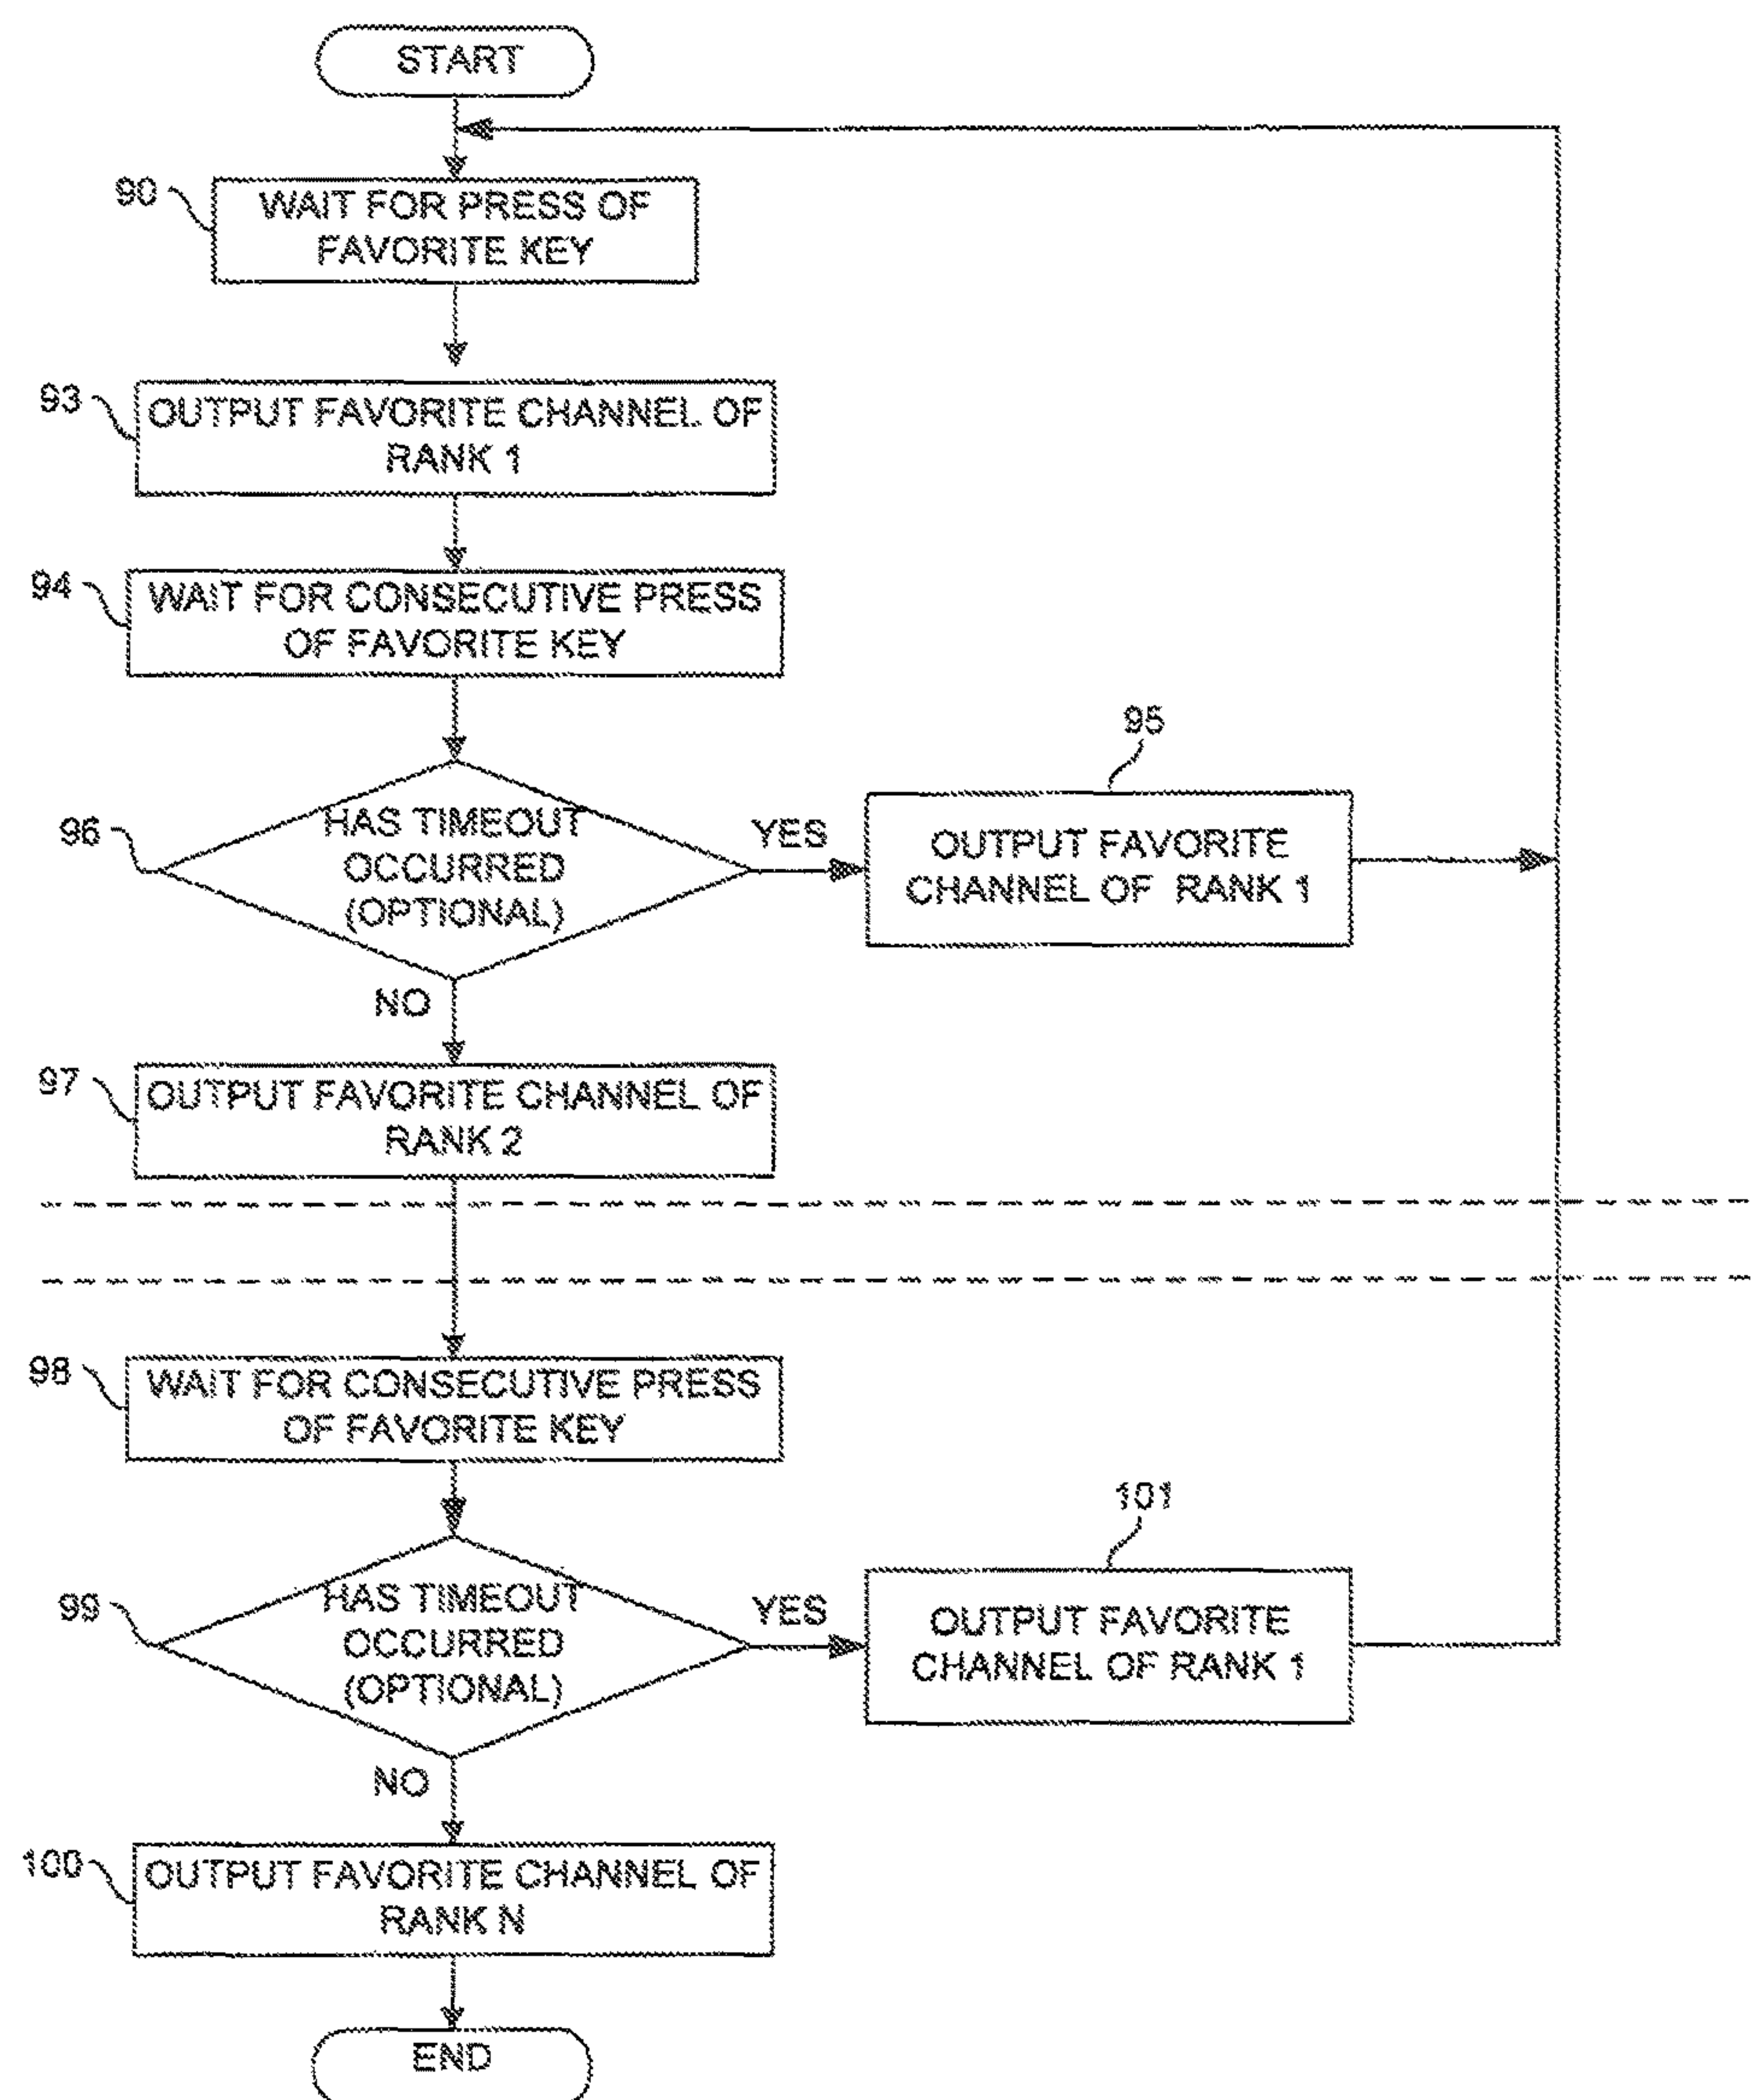 START
90
WAIT FOR PRESS OF
FAVORITE KEY
93
OUTPUT FAVORITE CHANNEL OF
RANK 1
94
WAIT FOR CONSECUTIVE PRESS
OF FAVORITE KEY
96
HAS TIMEOUT
OCCURRED
(OPTIONAL)
YES
95
OUTPUT FAVORITE
CHANNEL OF RANK 1
NO
97
OUTPUT FAVORITE CHANNEL OF
RANK 2
98
WAIT FOR CONSECUTIVE PRESS
OF FAVORITE KEY
99
HAS TIMEOUT
OCCURRED
(OPTIONAL)
YES
101
OUTPUT FAVORITE
CHANNEL OF RANK 1
NO
100
OUTPUT FAVORITE CHANNEL OF
RANK N
END